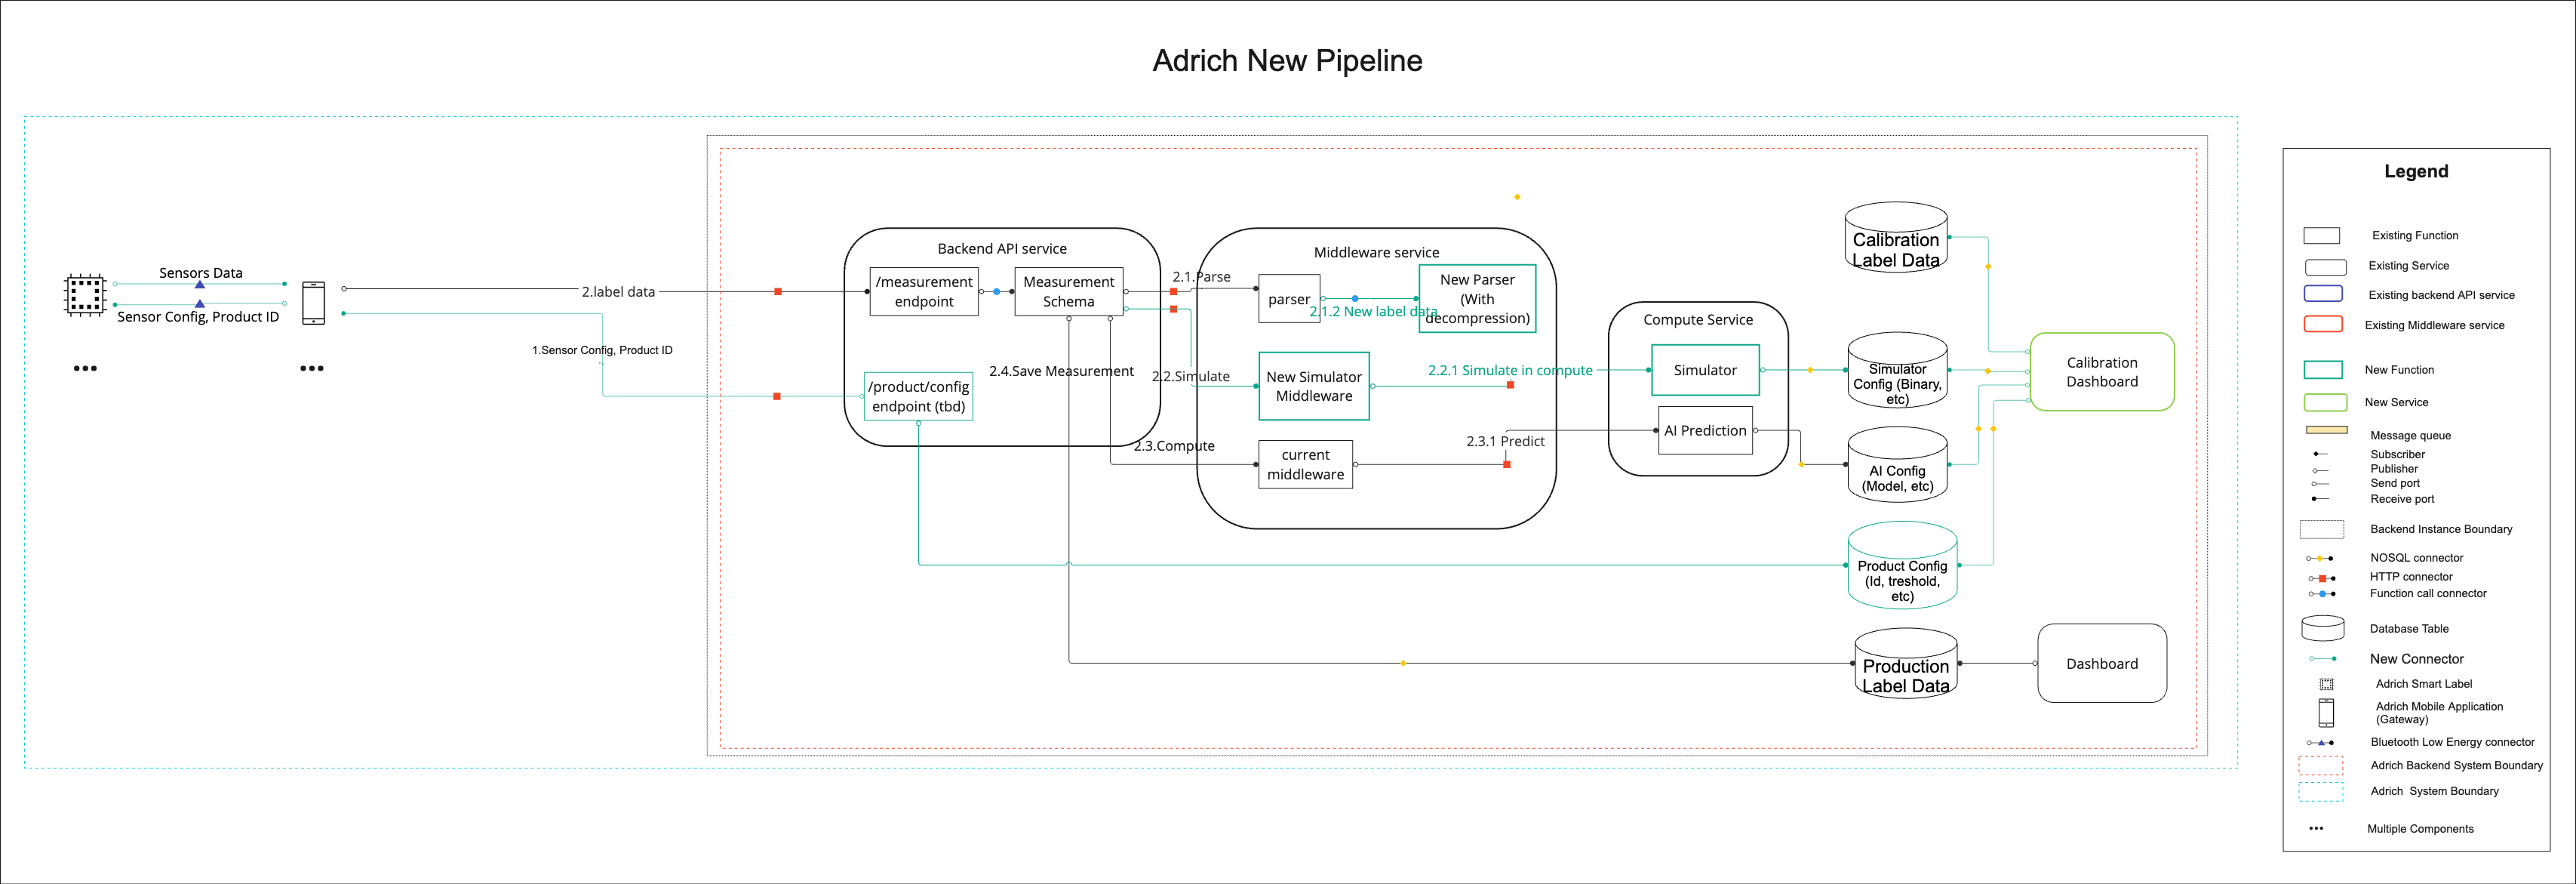 Adrich New Pipeline
Sensors Data
Sensor Config, Product ID
2.label data
1.Sensor Config, Product ID
Backend API service
/measurement
endpoint
Measurement
Schema
/product/config
endpoint (tbd)
2.4.Save Measurement
2.1.Parse
2.2.Simulate
2.3.Compute
Middleware service
parser
2.1.2 New label data
New Parser
(With
decompression)
New Simulator
Middleware
current
middleware
2.2.1 Simulate in compute
2.3.1 Predict
Compute Service
Simulator
AI Prediction
Calibration
Label Data
Simulator
Config (Binary,
etc)
AI Config
(Model, etc)
Product Config
(Id, treshold,
etc)
Production
Label Data
Calibration
Dashboard
Dashboard
Legend
Existing Function
Existing Service
Existing backend API service
Existing Middleware service
New Function
New Service
Message queue
Subscriber
Publisher
Send port
Receive port
Backend Instance Boundary
NOSQL connector
HTTP connector
Function call connector
Database Table
New Connector
Adrich Smart Label
Adrich Mobile Application
(Gateway)
Bluetooth Low Energy connector
Adrich Backend System Boundary
Adrich  System Boundary
Multiple Components